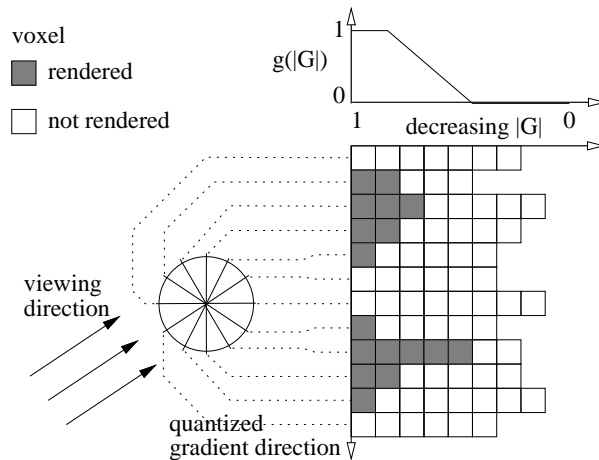 voxel
rendered
not rendered
g(|G|)
1
0
1
decreasing |G|
0
viewing
direction
quantized
gradient direction